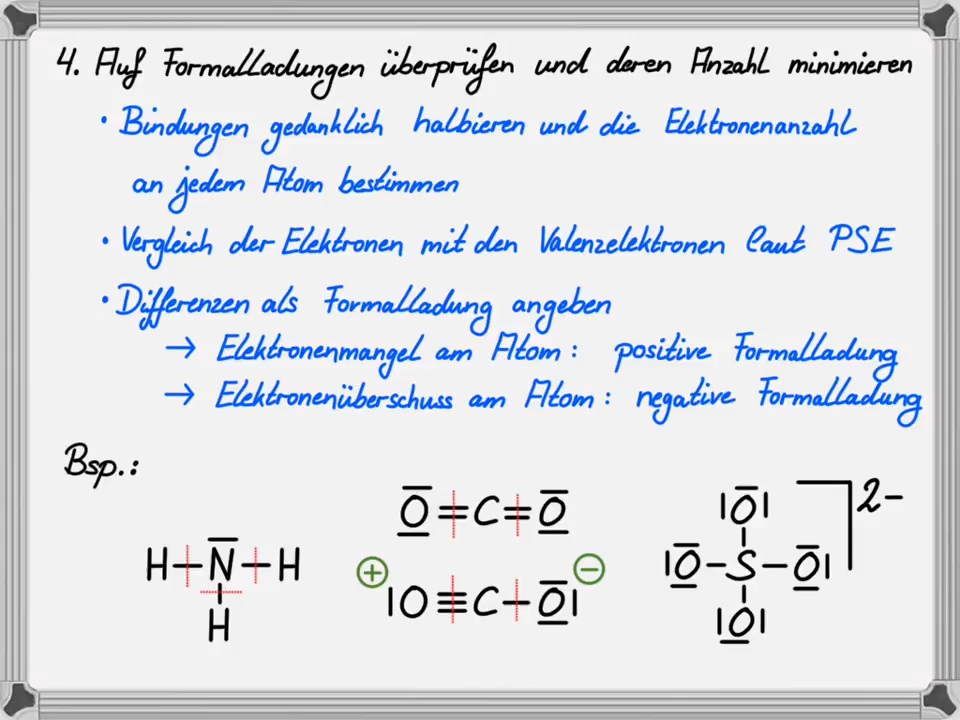 4. Auf Formalladungen überprüfen und deren Anzahl minimieren
• Bindungen gedanklich halbieren und die Elektronenanzahl
an jedem Atom bestimmen
• Vergleich der Elektronen mit den Valenzelektronen laut PSE
• Differenzen als Formalladung angeben
→ Elektronenmangel am Atom: positive Formalladung
→ Elektronenüberschuss am Atom: negative Formalladung
Bsp.:
H–N–H
H
O=C=O
⊕ |O≡C–O| ⊖
|O|
|O–S–O|
|O|
2−